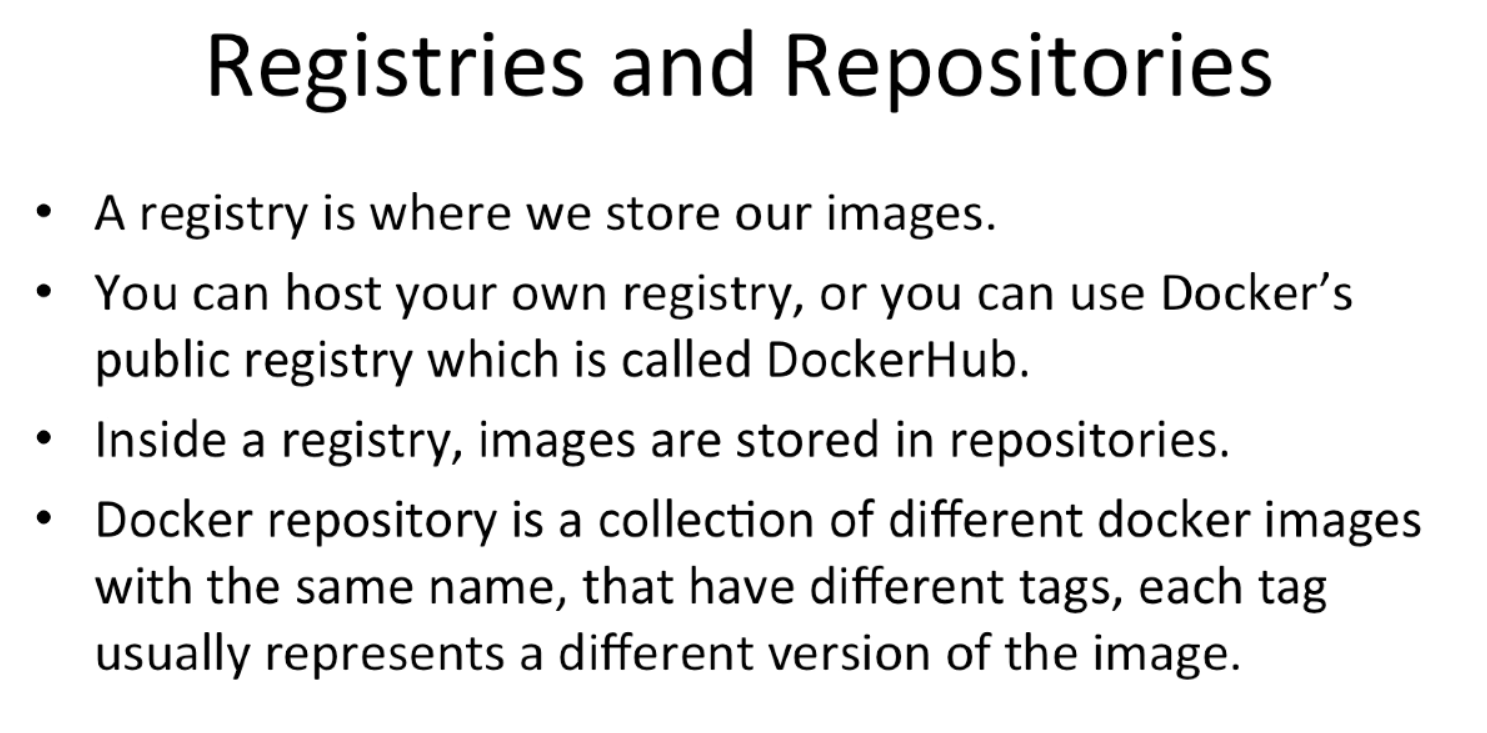 Registries and Repositories
• A registry is where we store our images.
• You can host your own registry, or you can use Docker’s
public registry which is called DockerHub.
• Inside a registry, images are stored in repositories.
• Docker repository is a collection of different docker images
with the same name, that have different tags, each tag
usually represents a different version of the image.